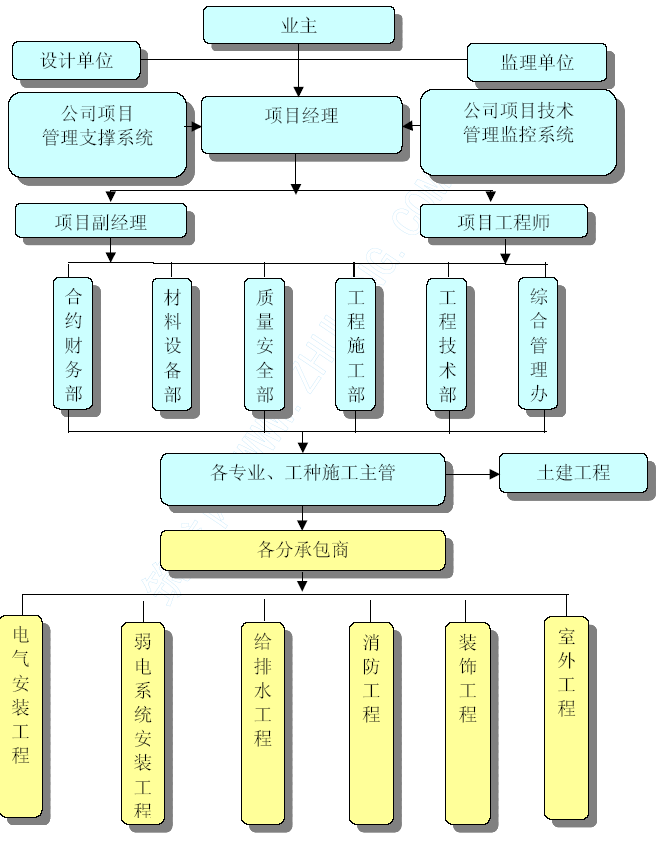 业主
设计单位
监理单位
公司项目
管理支撑系统
项目经理
公司项目技术
管理监控系统
项目副经理
项目工程师
合约财务部
材料设备部
质量安全部
工程施工部
工程技术部
综合管理办
各专业、工种施工主管
土建工程
各分承包商
电气安装工程
弱电系统安装工程
给排水工程
消防工程
装饰工程
室外工程